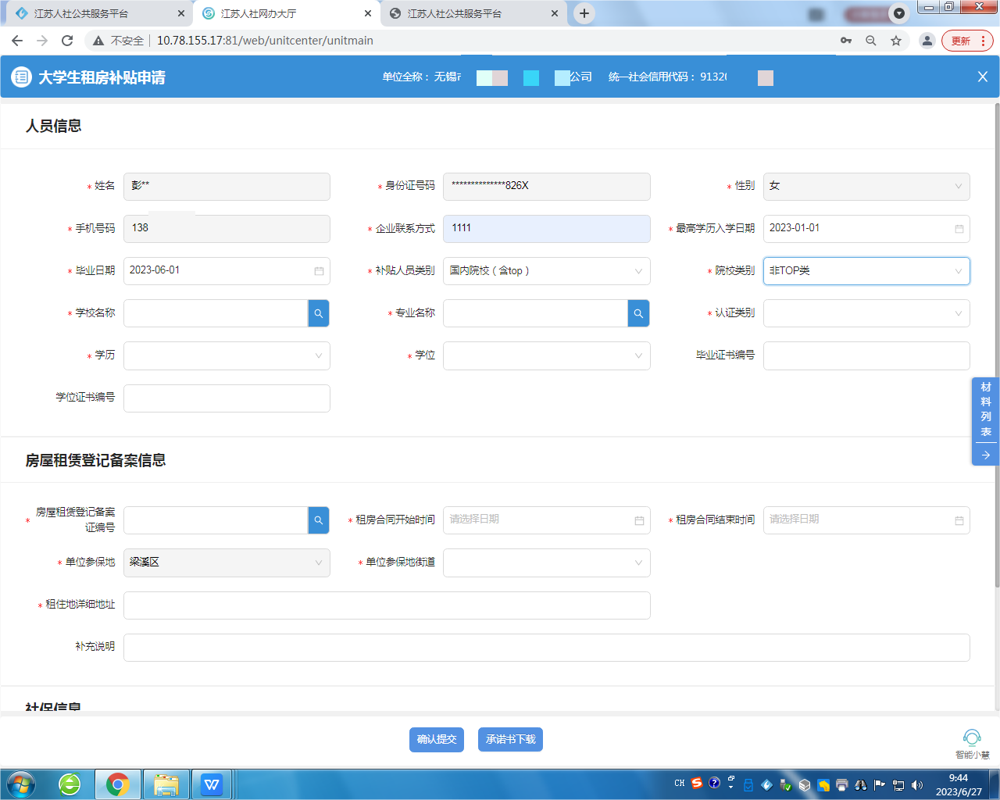 江苏人社公共服务平台
江苏人社网办大厅
江苏人社公共服务平台
不安全 10.78.155.17:81/web/unitcenter/unitmain 更新
大学生租房补贴申请 单位全称： 无锡 公司 统一社会信用代码： 9132
人员信息
* 姓名 彭** * 身份证号码 **************826X * 性别 女
* 手机号码 138 * 企业联系方式 1111 * 最高学历入学日期 2023-01-01
* 毕业日期 2023-06-01 * 补贴人员类别 国内院校（含top） * 院校类别 非TOP类
* 学校名称 * 专业名称 * 认证类别
* 学历 * 学位 毕业证书编号
学位证书编号
材料列表
房屋租赁登记备案信息
* 房屋租赁登记备案
证编号 * 租房合同开始时间 请选择日期 * 租房合同结束时间 请选择日期
* 单位参保地 梁溪区 * 单位参保地街道
* 租住地详细地址
补充说明
社保信息
确认提交 承诺书下载
智能小慧
CH
9:44
2023/6/27